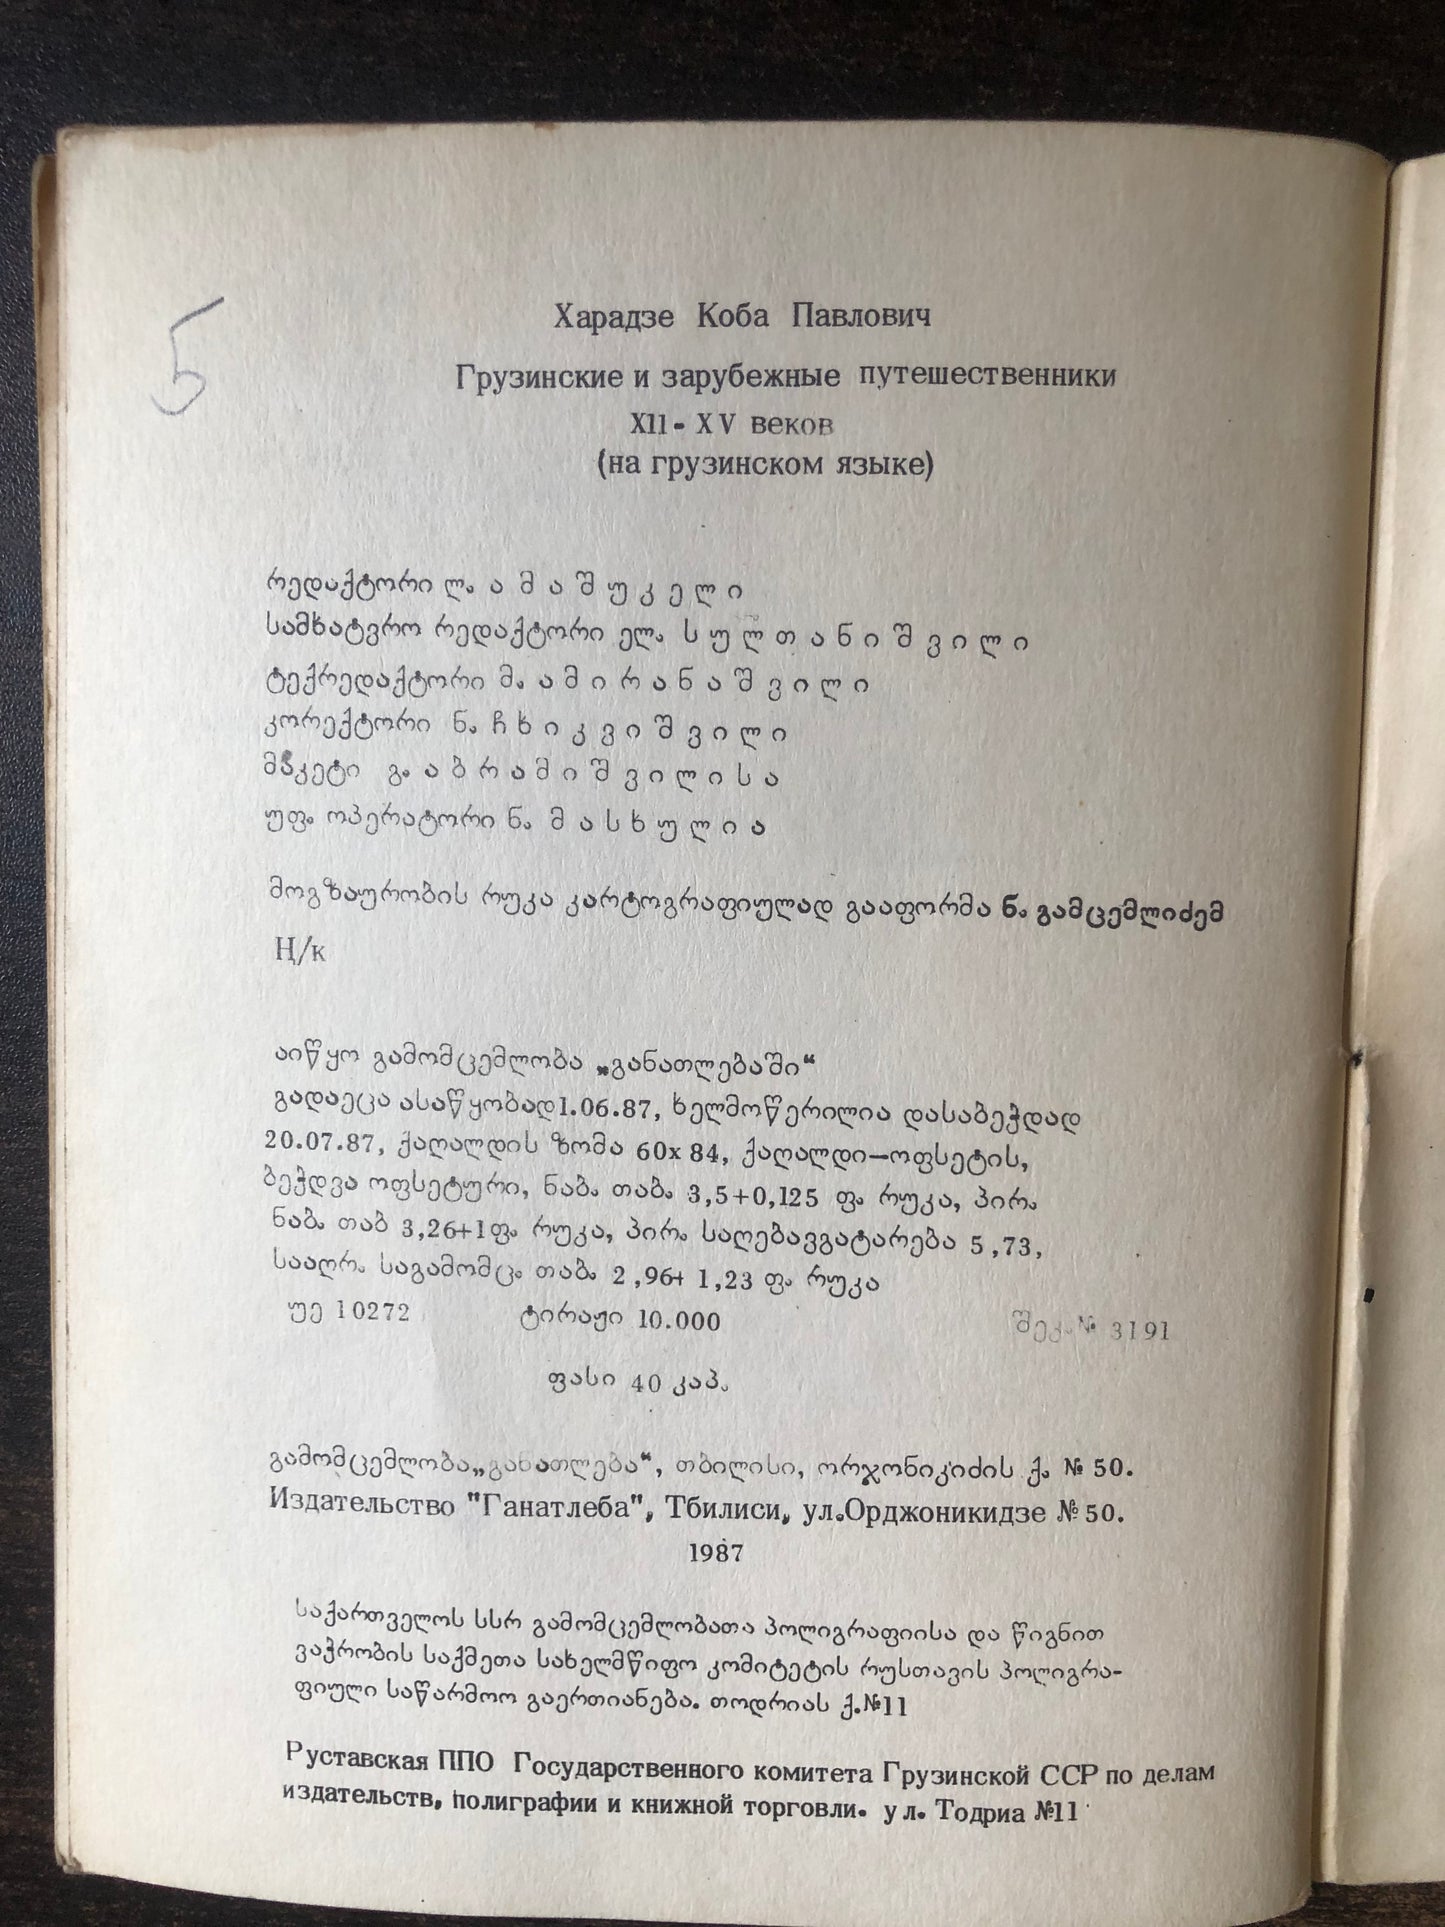 5
Харадзе Коба Павлович
Грузинские и зарубежные путешественники
XII - XV веков
(на грузинском языке)
რედაქტორი ლ. ამაშუკელი
სამხატვრო რედაქტორი ელ. სულთანიშვილი
ტექრედაქტორი მ. ამირანაშვილი
კორექტორი ნ. ჩხიკვიშვილი
მაკეტი გ. აბრამიშვილისა
უფ. ოპერატორი ნ. მასხულია
მოგზაურობის რუკა კარტოგრაფიულად გააფორმა ნ. გამცემლიძემ
Ц/к
აიწყო გამომცემლობა „განათლებაში“
გადაეცა ასაწყობად 1.06.87, ხელმოწერილია დასაბეჭდად
20.07.87, ქაღალდის ზომა 60x84, ქაღალდი—ოფსეტის,
ბეჭდვა ოფსეტური, ნაბ. თაბ. 3,5+0,125 ფ. რუკა, პირ.
ნაბ. თაბ 3,26+1ფ. რუკა, პირ. საღებავგატარება 5,73,
სააღრ. საგამომც. თაბ. 2,96+ 1,23 ფ. რუკა
უე 10272 ტირაჟი 10.000 შეკ.№ 3191
ფასი 40 კაპ.
გამომცემლობა „განათლება“, თბილისი, ორჯონიკიძის ქ. № 50.
Издательство "Ганатлеба", Тбилиси, ул.Орджоникидзе №50.
1987
საქართველოს სსრ გამომცემლობათა პოლიგრაფიისა და წიგნით
ვაჭრობის საქმეთა სახელმწიფო კომიტეტის რუსთავის პოლიგრა-
ფიული საწარმოო გაერთიანება. თოდრიას ქ.№11
Руставская ППО Государственного комитета Грузинской ССР по делам
издательств, полиграфии и книжной торговли. ул. Тодриа №11